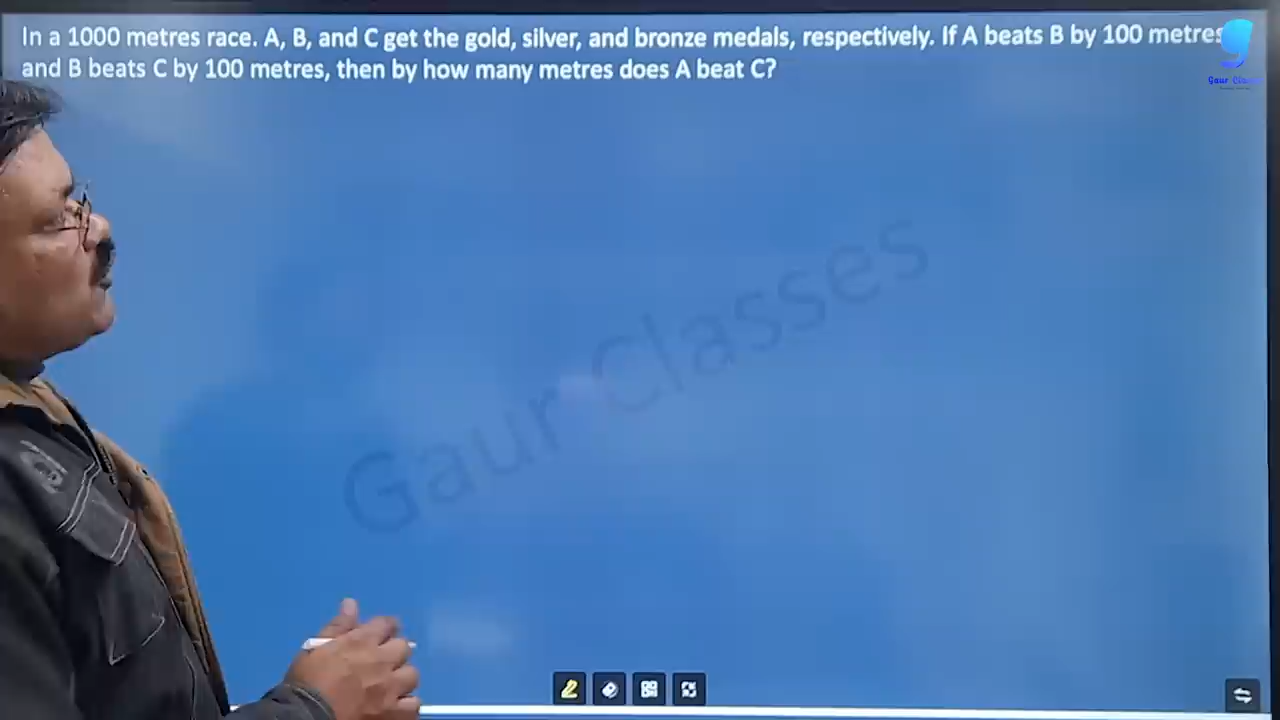 In a 1000 metres race. A, B, and C get the gold, silver, and bronze medals, respectively. If A beats B by 100 metres
and B beats C by 100 metres, then by how many metres does A beat C?
Gaur Classes